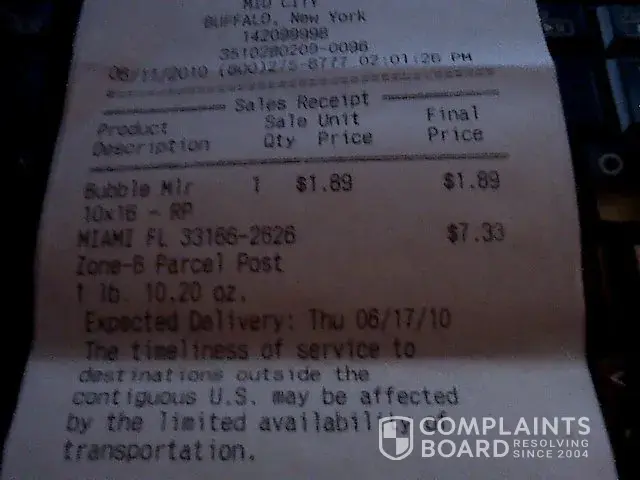 MID CITY
BUFFALO, New York
142099998
3510280209-0096
06/11/2010 (800)275-8777 02:01:26 PM
Sales Receipt
Product Sale Unit Final
Description Qty Price Price
Bubble Mlr 1 $1.89 $1.89
10x16 - RP
MIAMI FL 33166-2626 $7.33
Zone-6 Parcel Post
1 lb. 10.20 oz.
Expected Delivery: Thu 06/17/10
The timeliness of service to
destinations outside the
contiguous U.S. may be affected
by the limited availability of
transportation.
COMPLAINTS
BOARD RESOLVING
SINCE 2004